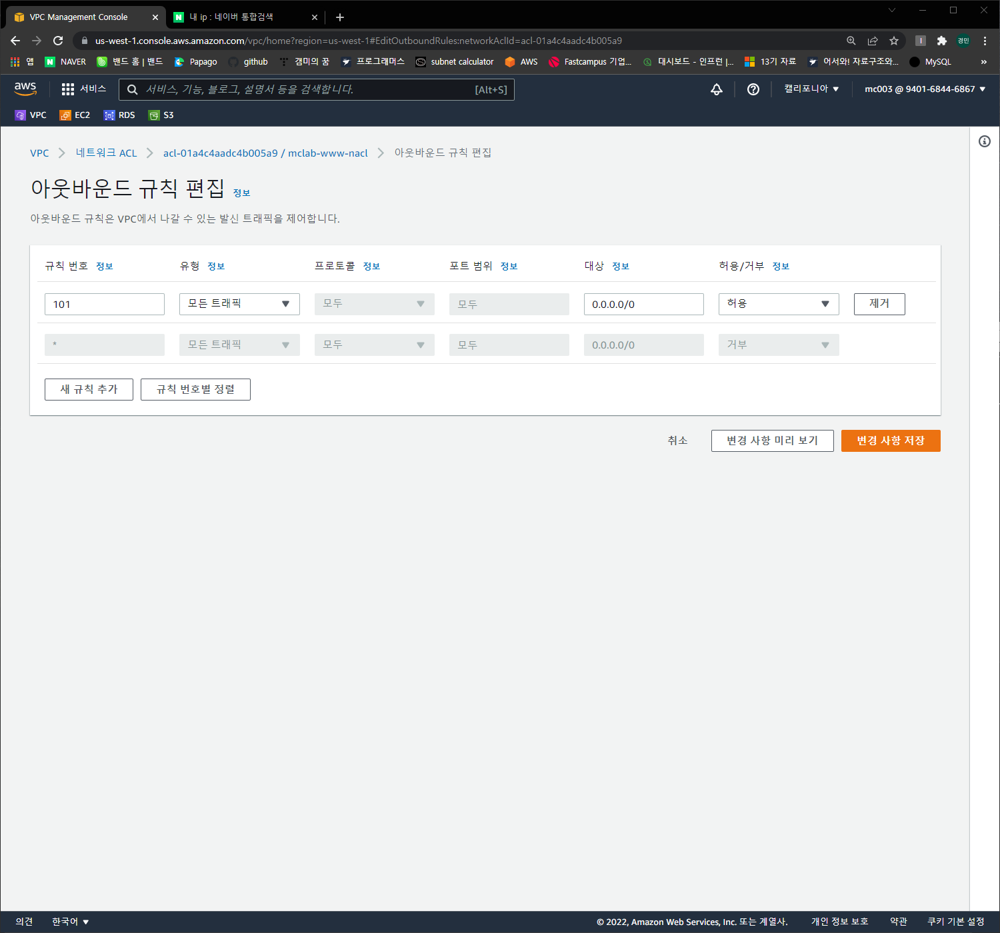 VPC Management Console
내 ip : 네이버 통합검색
us-west-1.console.aws.amazon.com/vpc/home?region=us-west-1#EditOutboundRules:networkAclId=acl-01a4c4aadc4b005a9
I
경민
앱
NAVER
밴드 홈 | 밴드
Papago
github
캡미의 꿈
프로그래머스
subnet calculator
AWS
Fastcampus 기업...
대시보드 - 인프런 |...
13기 자료
어서와! 자료구조와...
MySQL
»
aws
서비스
서비스, 기능, 블로그, 설명서 등을 검색합니다.
[Alt+S]
캘리포니아
mc003 @ 9401-6844-6867
VPC
EC2
RDS
S3
VPC
네트워크 ACL
acl-01a4c4aadc4b005a9 / mclab-www-nacl
아웃바운드 규칙 편집
아웃바운드 규칙 편집 정보
아웃바운드 규칙은 VPC에서 나갈 수 있는 발신 트래픽을 제어합니다.
규칙 번호 정보
유형 정보
프로토콜 정보
포트 범위 정보
대상 정보
허용/거부 정보
101
모든 트래픽
모두
모두
0.0.0.0/0
허용
제거
*
모든 트래픽
모두
모두
0.0.0.0/0
거부
새 규칙 추가
규칙 번호별 정렬
취소
변경 사항 미리 보기
변경 사항 저장
의견
한국어
© 2022, Amazon Web Services, Inc. 또는 계열사.
개인 정보 보호
약관
쿠키 기본 설정